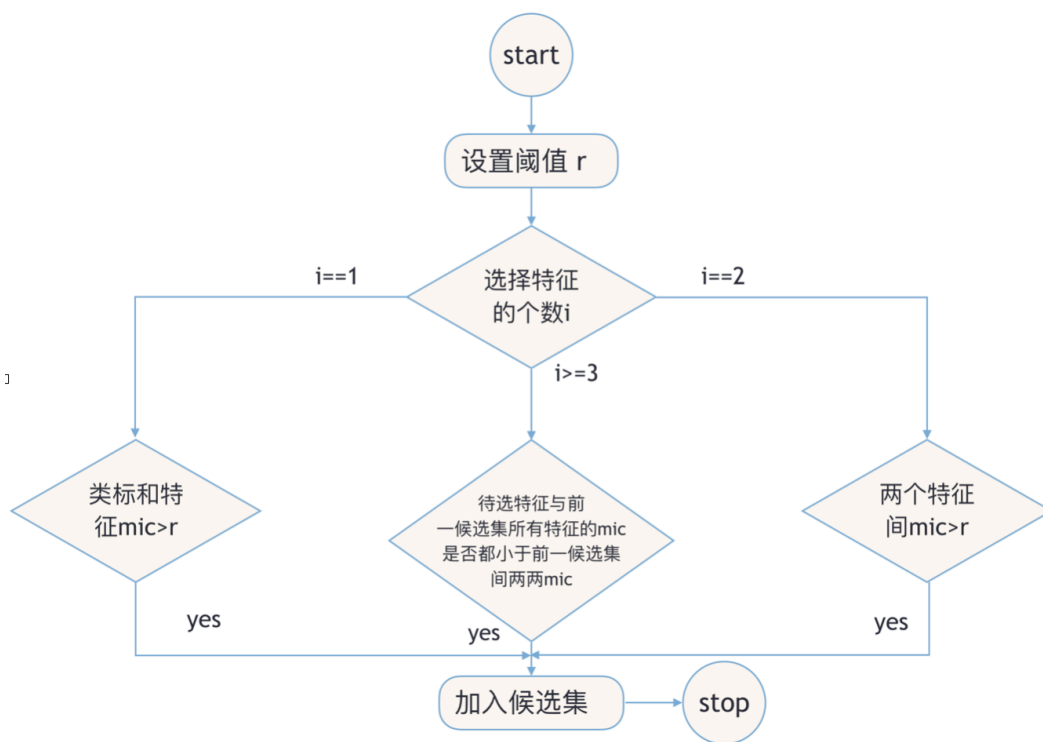 start
设置阈值 r
选择特征
的个数i
i==1
i==2
i>=3
类标和特
征mic>r
待选特征与前
一候选集所有特征的mic
是否都小于前一候选集
间两两mic
两个特征
间mic>r
yes
yes
yes
加入候选集
stop